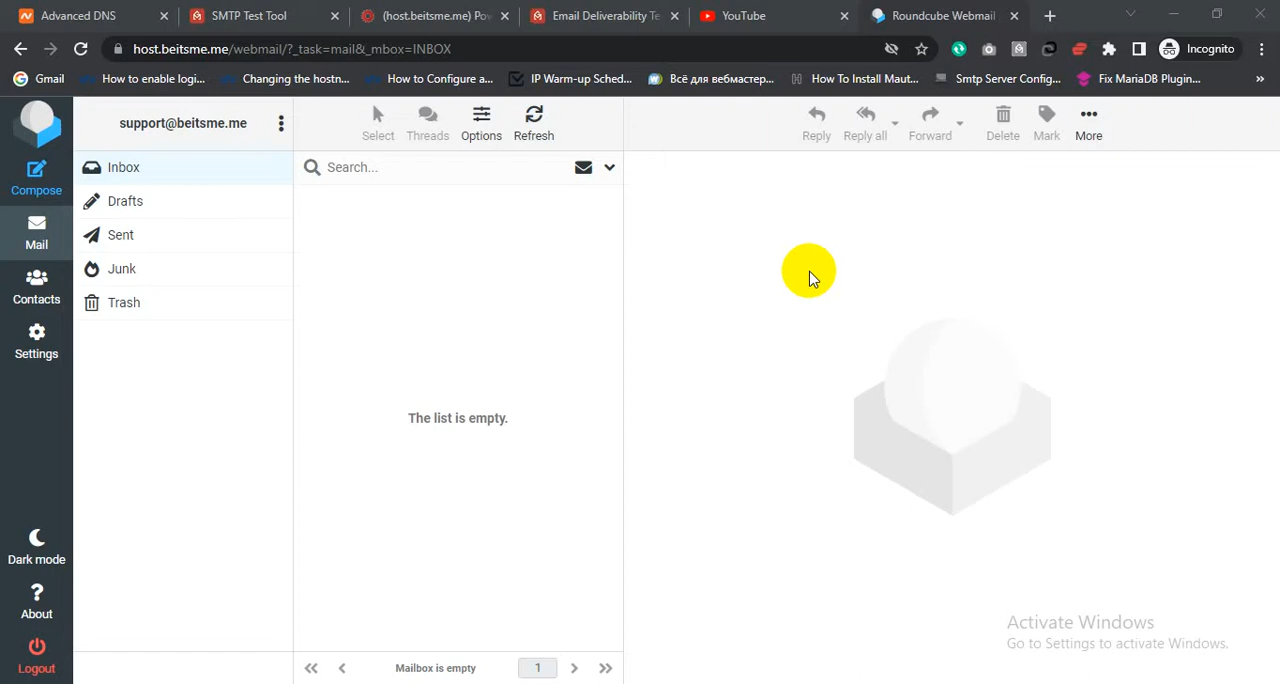 Advanced DNS
SMTP Test Tool
(host.beitsme.me) Pow
Email Deliverability Te
YouTube
Roundcube Webmail
host.beitsme.me/webmail/?_task=mail&_mbox=INBOX
Incognito
Gmail
How to enable logi...
Changing the hostn...
How to Configure a...
IP Warm-up Sched...
Всё для вебмастер...
How To Install Maut...
Smtp Server Config...
Fix MariaDB Plugin...
»
support@beitsme.me
Select
Threads
Options
Refresh
Reply
Reply all
Forward
Delete
Mark
More
Compose
Mail
Contacts
Settings
Dark mode
About
Logout
Inbox
Drafts
Sent
Junk
Trash
Search...
The list is empty.
Mailbox is empty
1
Activate Windows
Go to Settings to activate Windows.